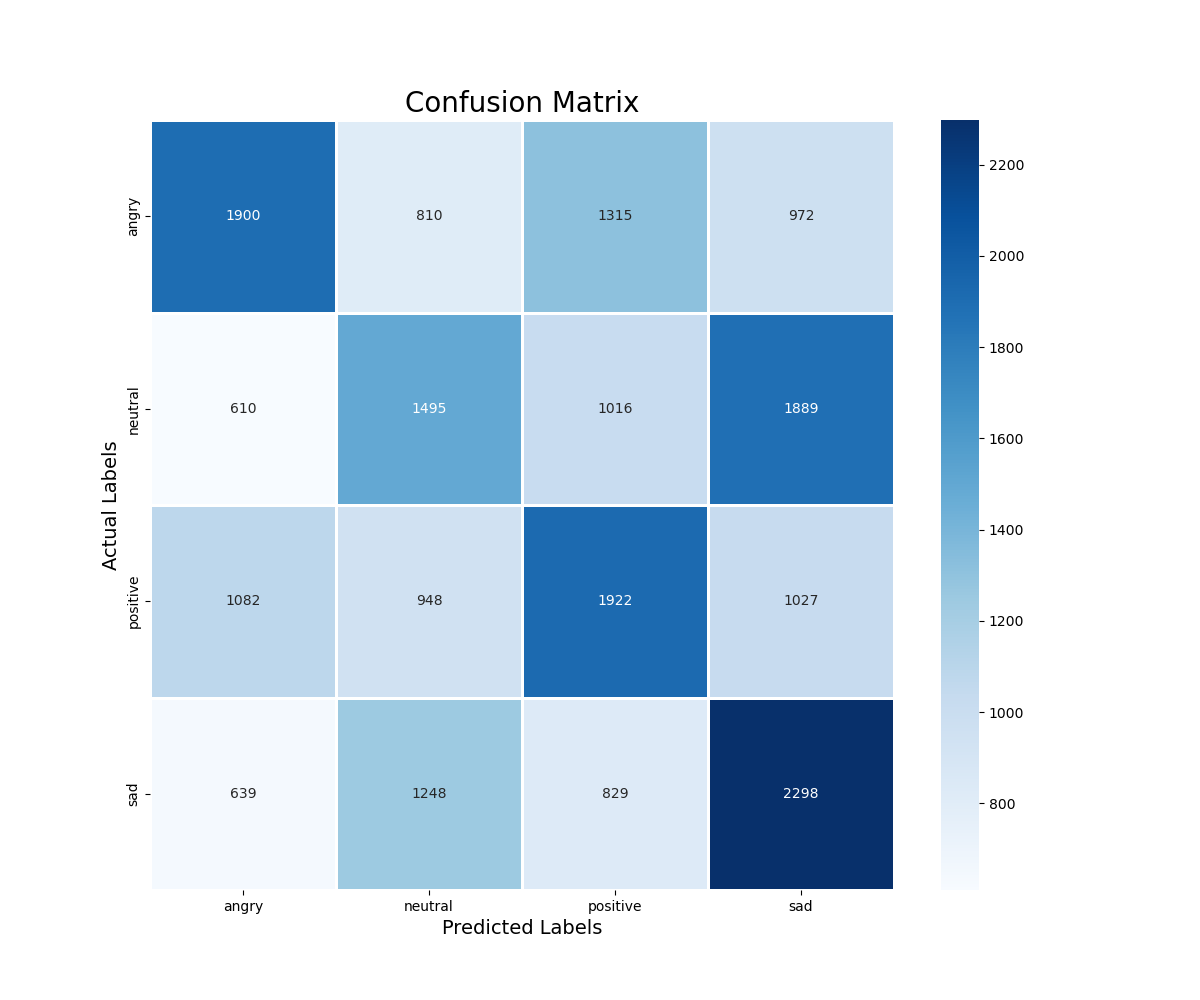 Confusion Matrix
angry 1900 810 1315 972
neutral 610 1495 1016 1889
positive 1082 948 1922 1027
sad 639 1248 829 2298
angry neutral positive sad
Predicted Labels
Actual Labels
2200
2000
1800
1600
1400
1200
1000
800